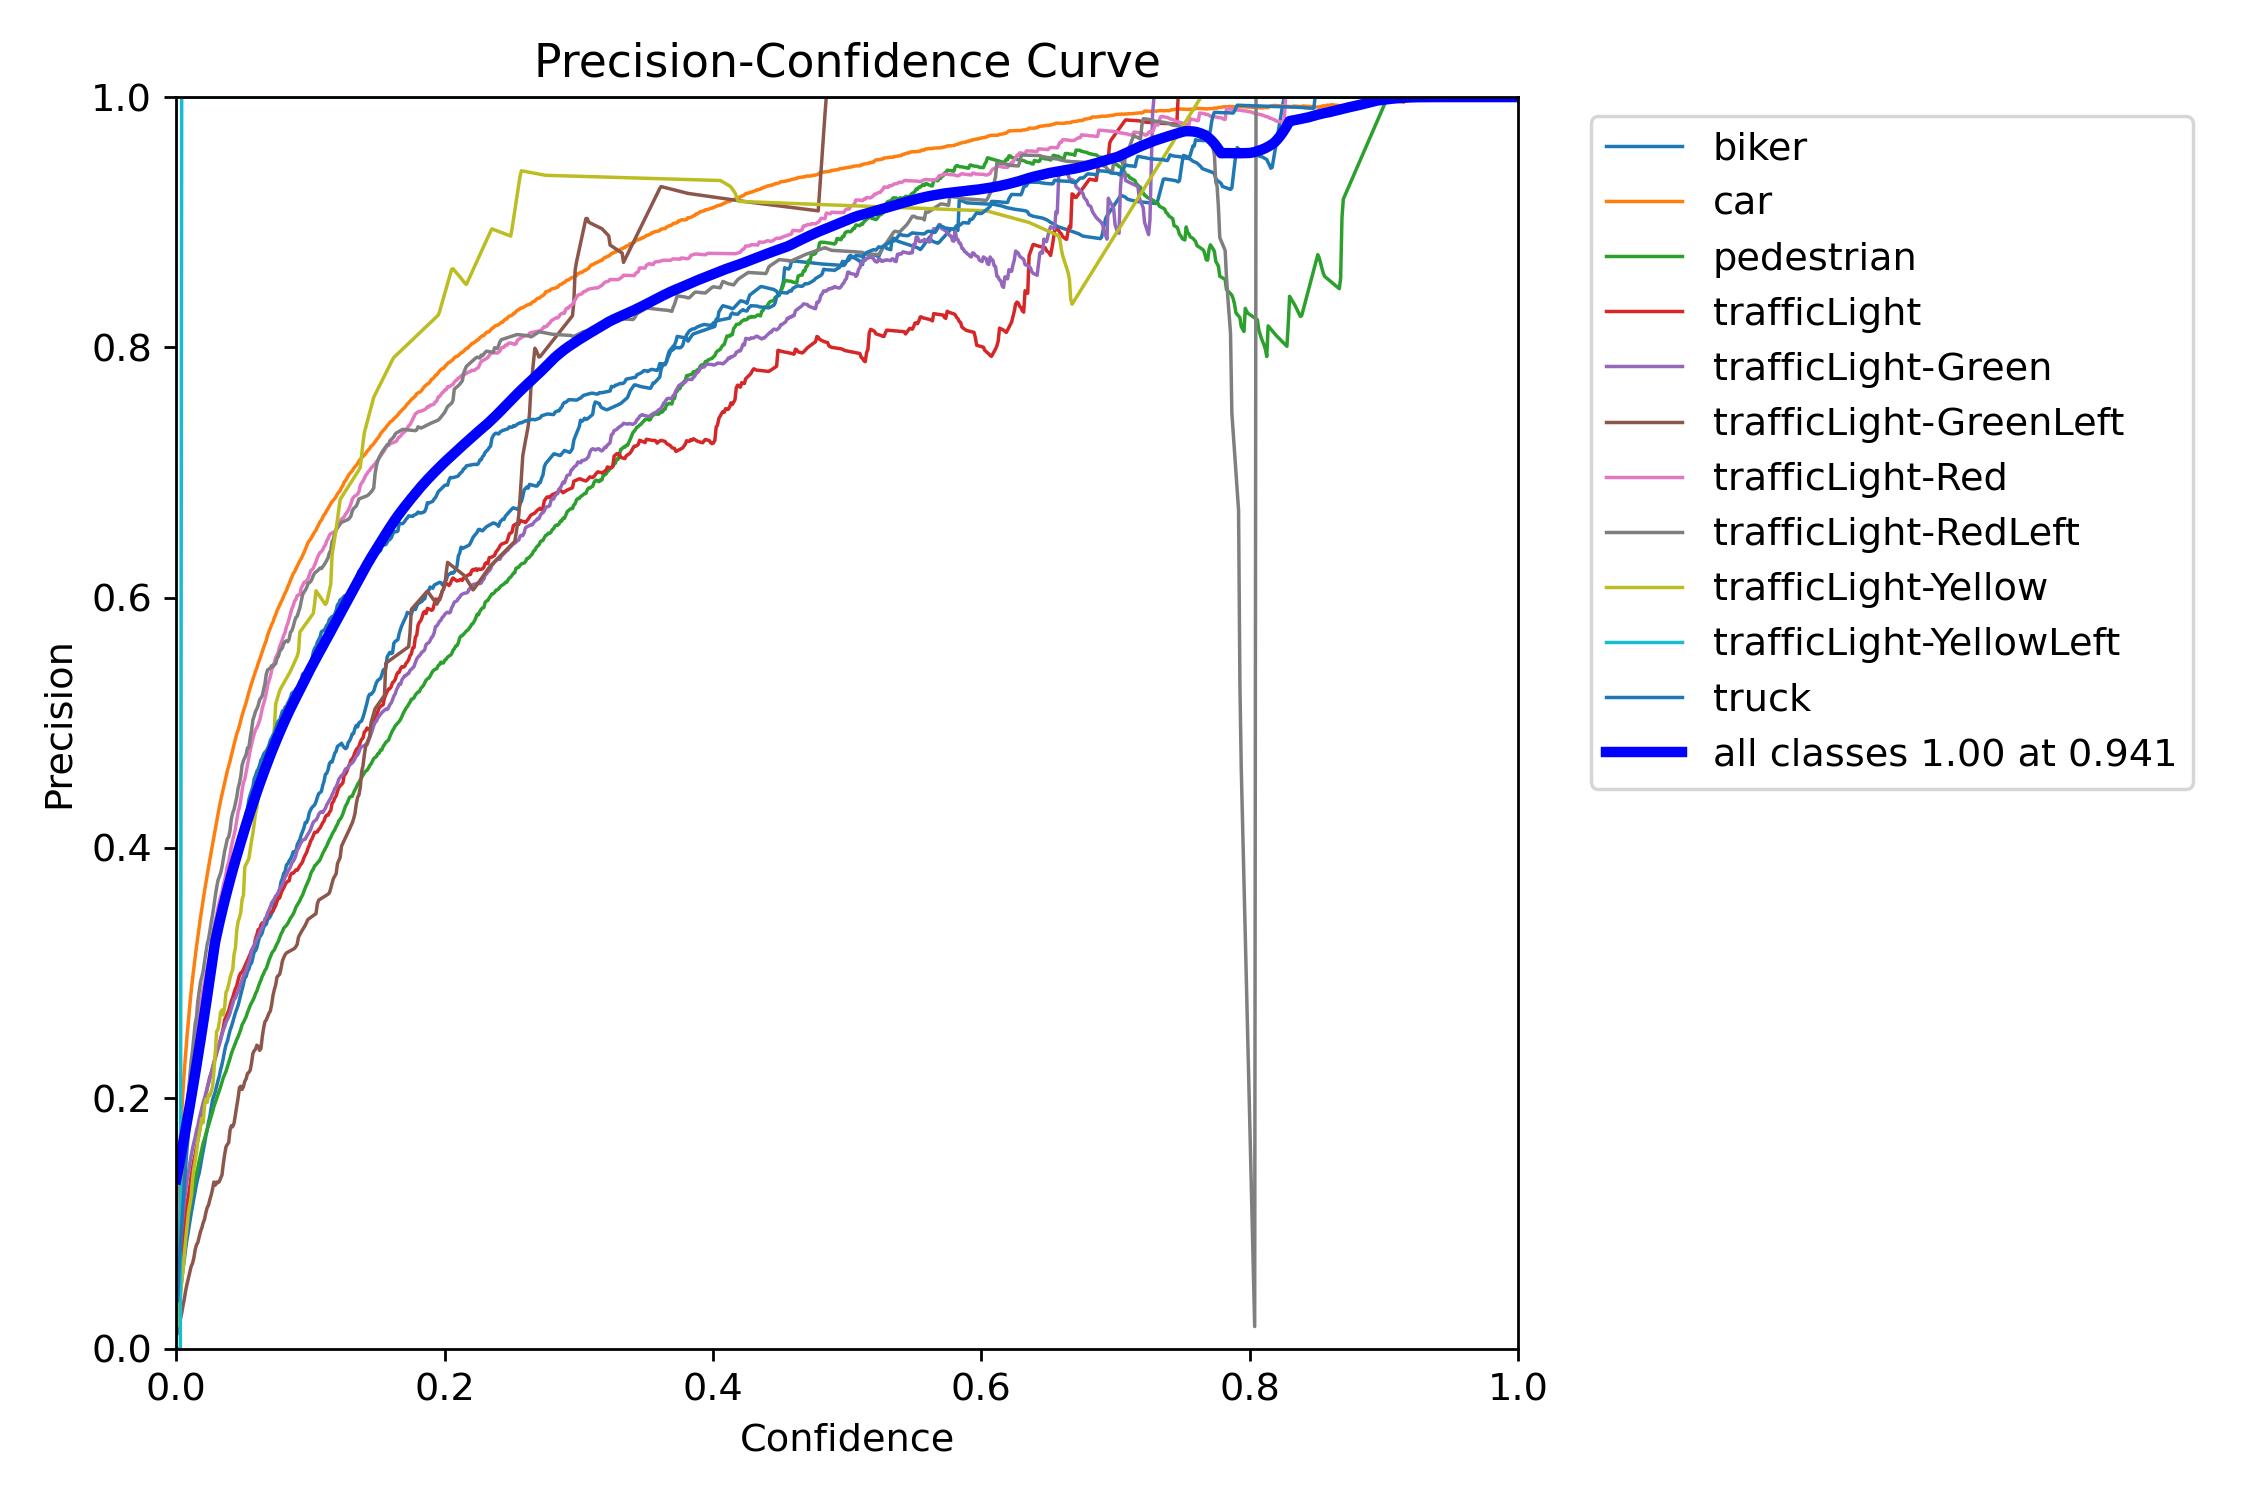 Precision-Confidence Curve
1.0
0.8
0.6
0.4
0.2
0.0
Precision
0.0 0.2 0.4 0.6 0.8 1.0
Confidence
biker
car
pedestrian
trafficLight
trafficLight-Green
trafficLight-GreenLeft
trafficLight-Red
trafficLight-RedLeft
trafficLight-Yellow
trafficLight-YellowLeft
truck
all classes 1.00 at 0.941